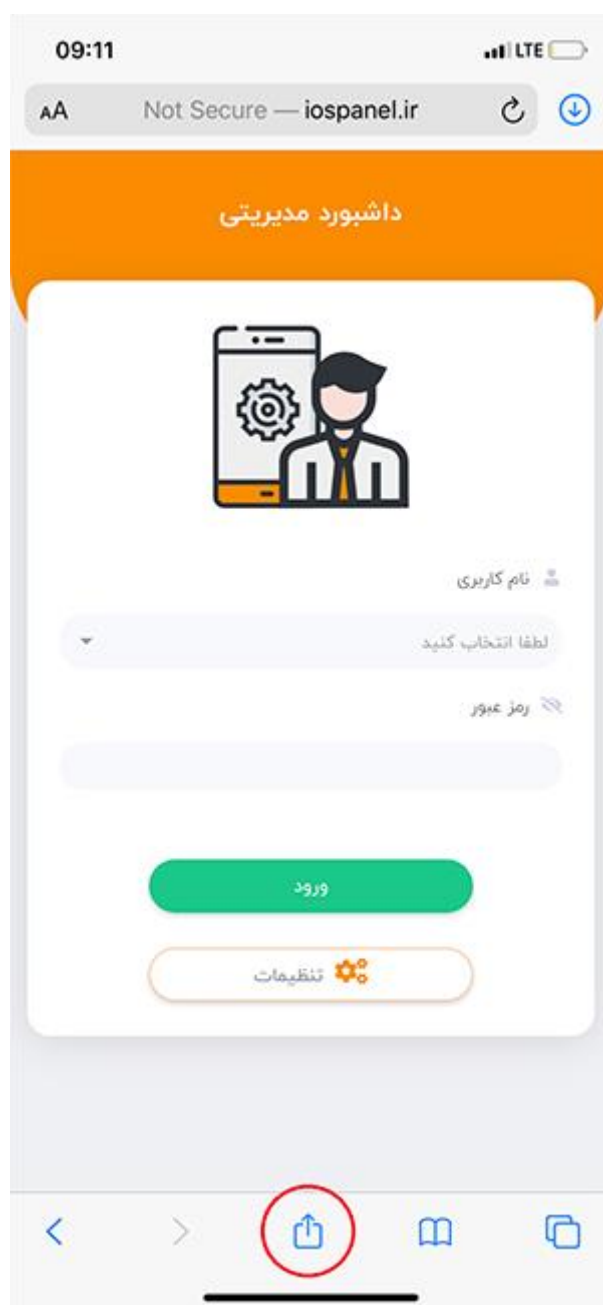 09:11
LTE
AA Not Secure — iospanel.ir
داشبورد مدیریتی
نام کاربری
لطفا انتخاب کنید
رمز عبور
ورود
تنظیمات